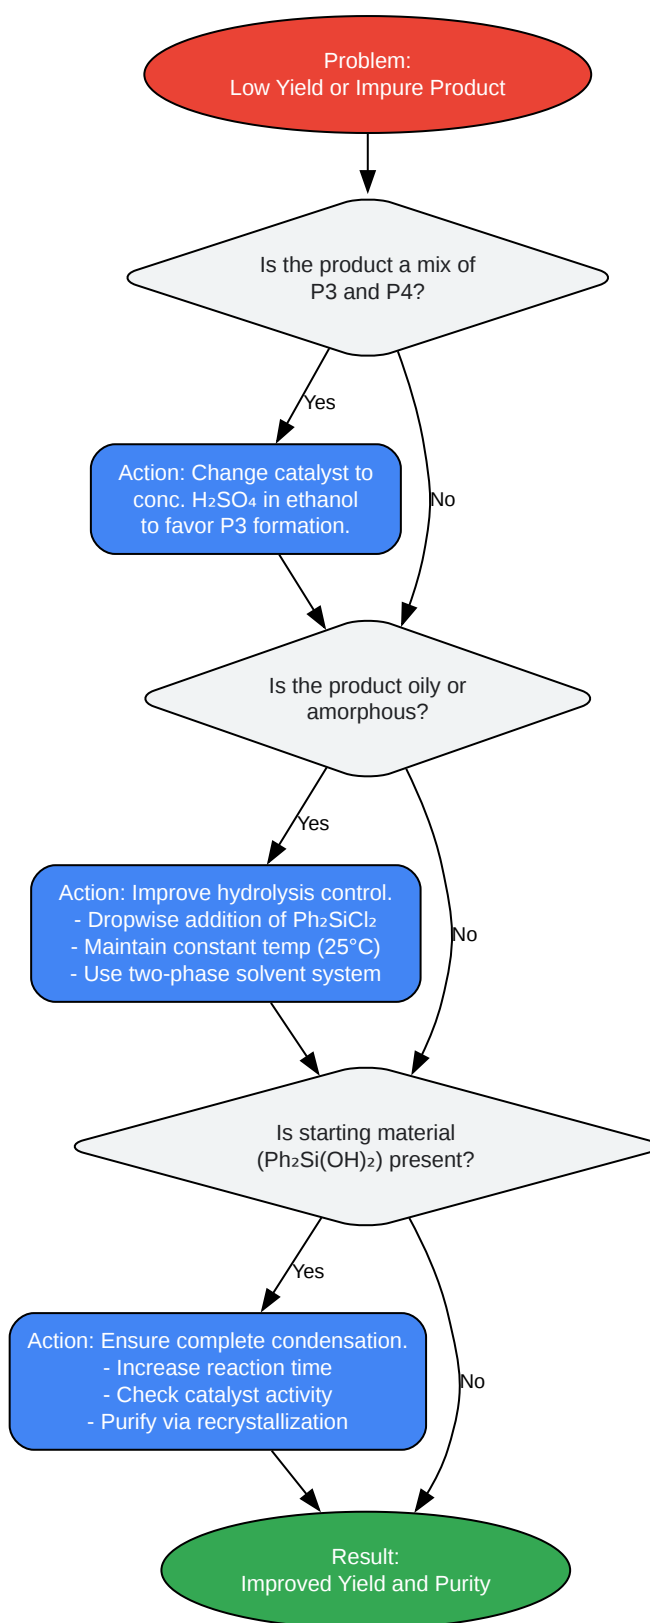 Problem:
Low Yield or Impure Product
Is the product a mix of
P3 and P4?
Yes
Action: Change catalyst to
conc. H₂SO₄ in ethanol
to favor P3 formation.
No
Is the product oily or
amorphous?
Yes
Action: Improve hydrolysis control.
- Dropwise addition of Ph₂SiCl₂
- Maintain constant temp (25°C)
- Use two-phase solvent system
No
Is starting material
(Ph₂Si(OH)₂) present?
Yes
Action: Ensure complete condensation.
- Increase reaction time
- Check catalyst activity
- Purify via recrystallization
No
Result:
Improved Yield and Purity